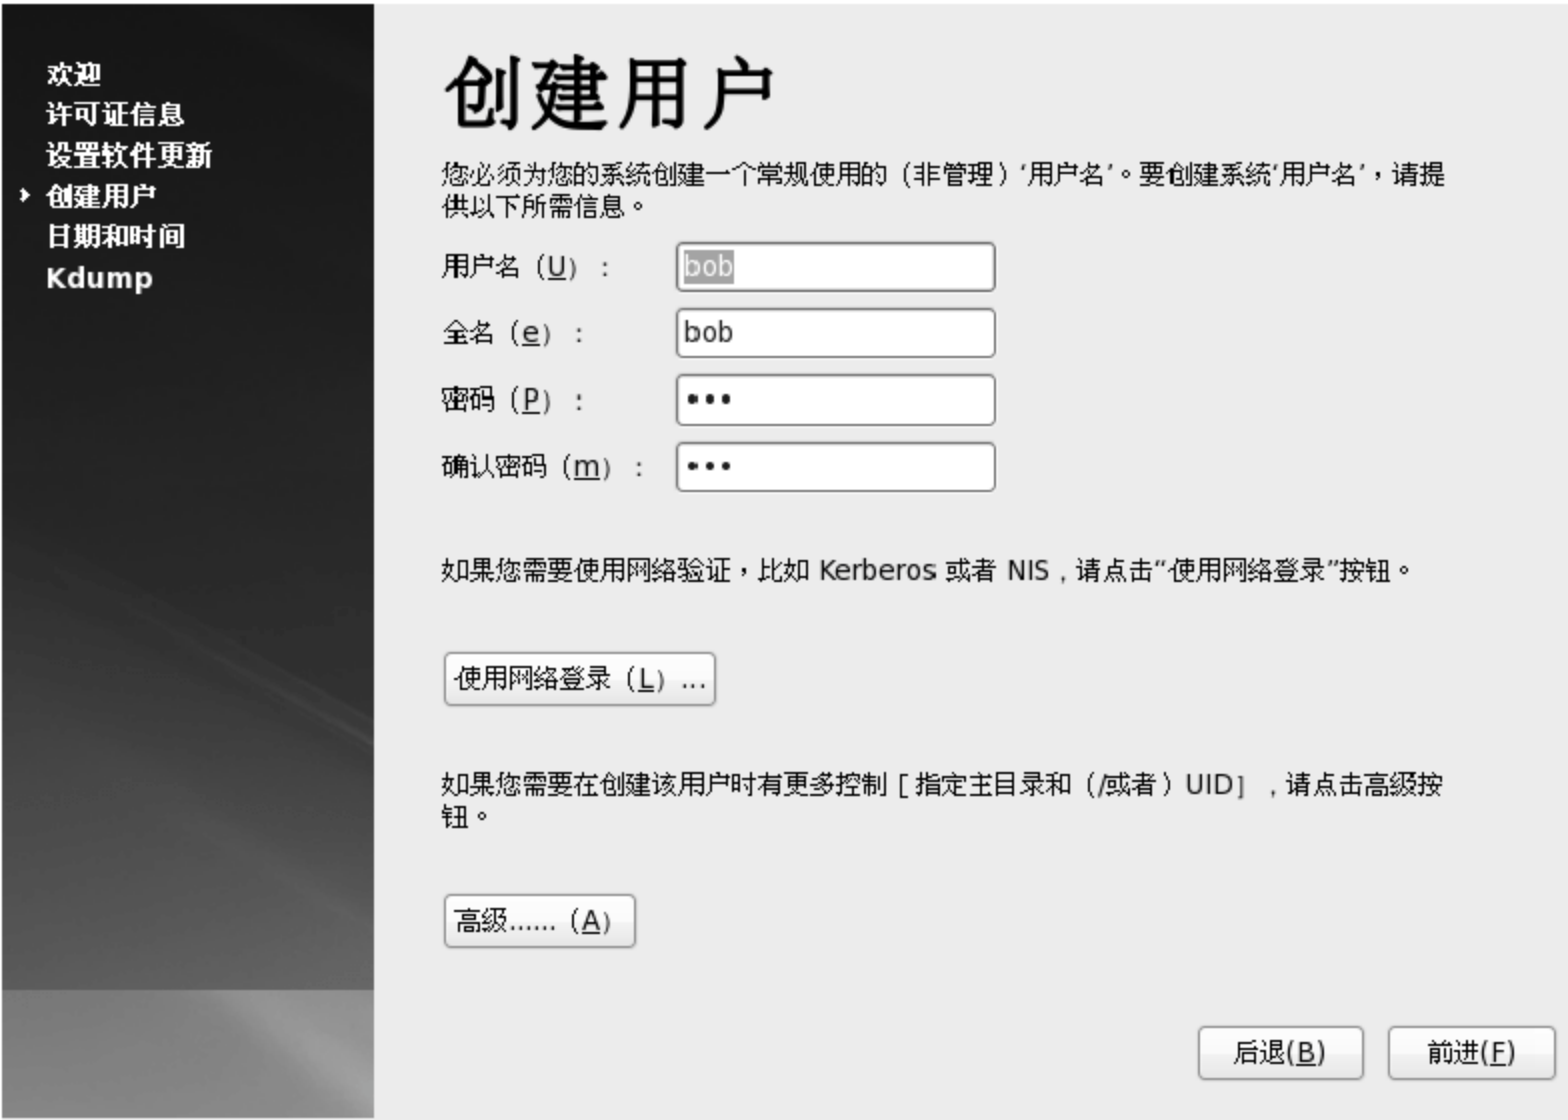 欢迎
许可证信息
设置软件更新
创建用户
日期和时间
Kdump
创建用户
您必须为您的系统创建一个常规使用的（非管理）'用户名'。要创建系统'用户名'，请提
供以下所需信息。
用户名（U）：
bob
全名（e）：
bob
密码（P）：
•••
确认密码（m）：
•••
如果您需要使用网络验证，比如 Kerberos 或者 NIS，请点击“使用网络登录”按钮。
使用网络登录（L）...
如果您需要在创建该用户时有更多控制［指定主目录和（/或者）UID］，请点击高级按
钮。
高级......（A）
后退(B)
前进(F)